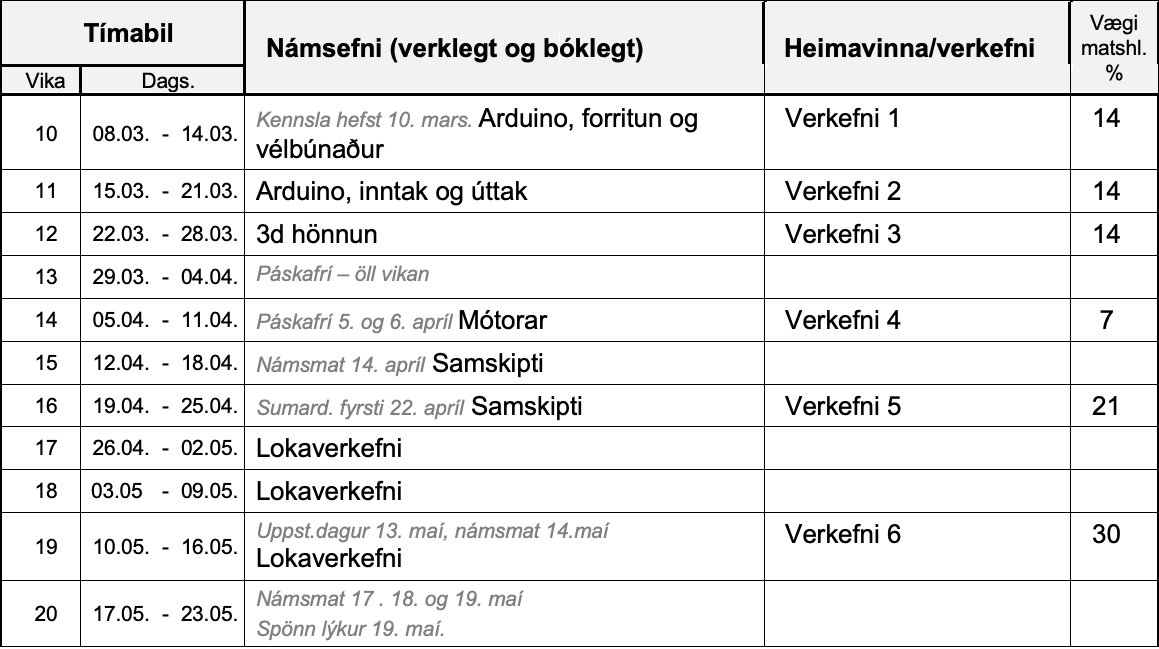 Tímabil
Námsefni (verklegt og bóklegt)
Heimavinna/verkefni
Vægi
matshl.
%
Vika
Dags.
10 08.03. - 14.03. Kennsla hefst 10. mars. Arduino, forritun og Verkefni 1 14
vélbúnaður
11 15.03. - 21.03. Arduino, inntak og úttak Verkefni 2 14
12 22.03. - 28.03. 3d hönnun Verkefni 3 14
13 29.03. - 04.04. Páskafrí – öll vikan
14 05.04. - 11.04. Páskafrí 5. og 6. apríl Mótorar Verkefni 4 7
15 12.04. - 18.04. Námsmat 14. apríl Samskipti
16 19.04. - 25.04. Sumard. fyrsti 22. apríl Samskipti Verkefni 5 21
17 26.04. - 02.05. Lokaverkefni
18 03.05 - 09.05. Lokaverkefni
19 10.05. - 16.05. Uppst.dagur 13. maí, námsmat 14.maí Verkefni 6 30
Lokaverkefni
20 17.05. - 23.05. Námsmat 17 . 18. og 19. maí
Spönn lýkur 19. maí.